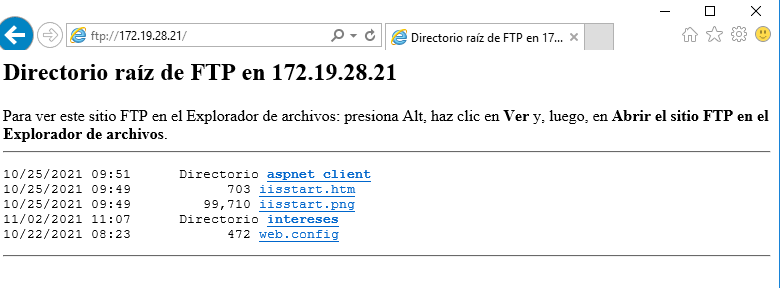 ftp://172.19.28.21/
Directorio raíz de FTP en 17...
Directorio raíz de FTP en 172.19.28.21
Para ver este sitio FTP en el Explorador de archivos: presiona Alt, haz clic en Ver y, luego, en Abrir el sitio FTP en el
Explorador de archivos.
10/25/2021 09:51 Directorio aspnet_client
10/25/2021 09:49 703 iisstart.htm
10/25/2021 09:49 99,710 iisstart.png
11/02/2021 11:07 Directorio intereses
10/22/2021 08:23 472 web.config